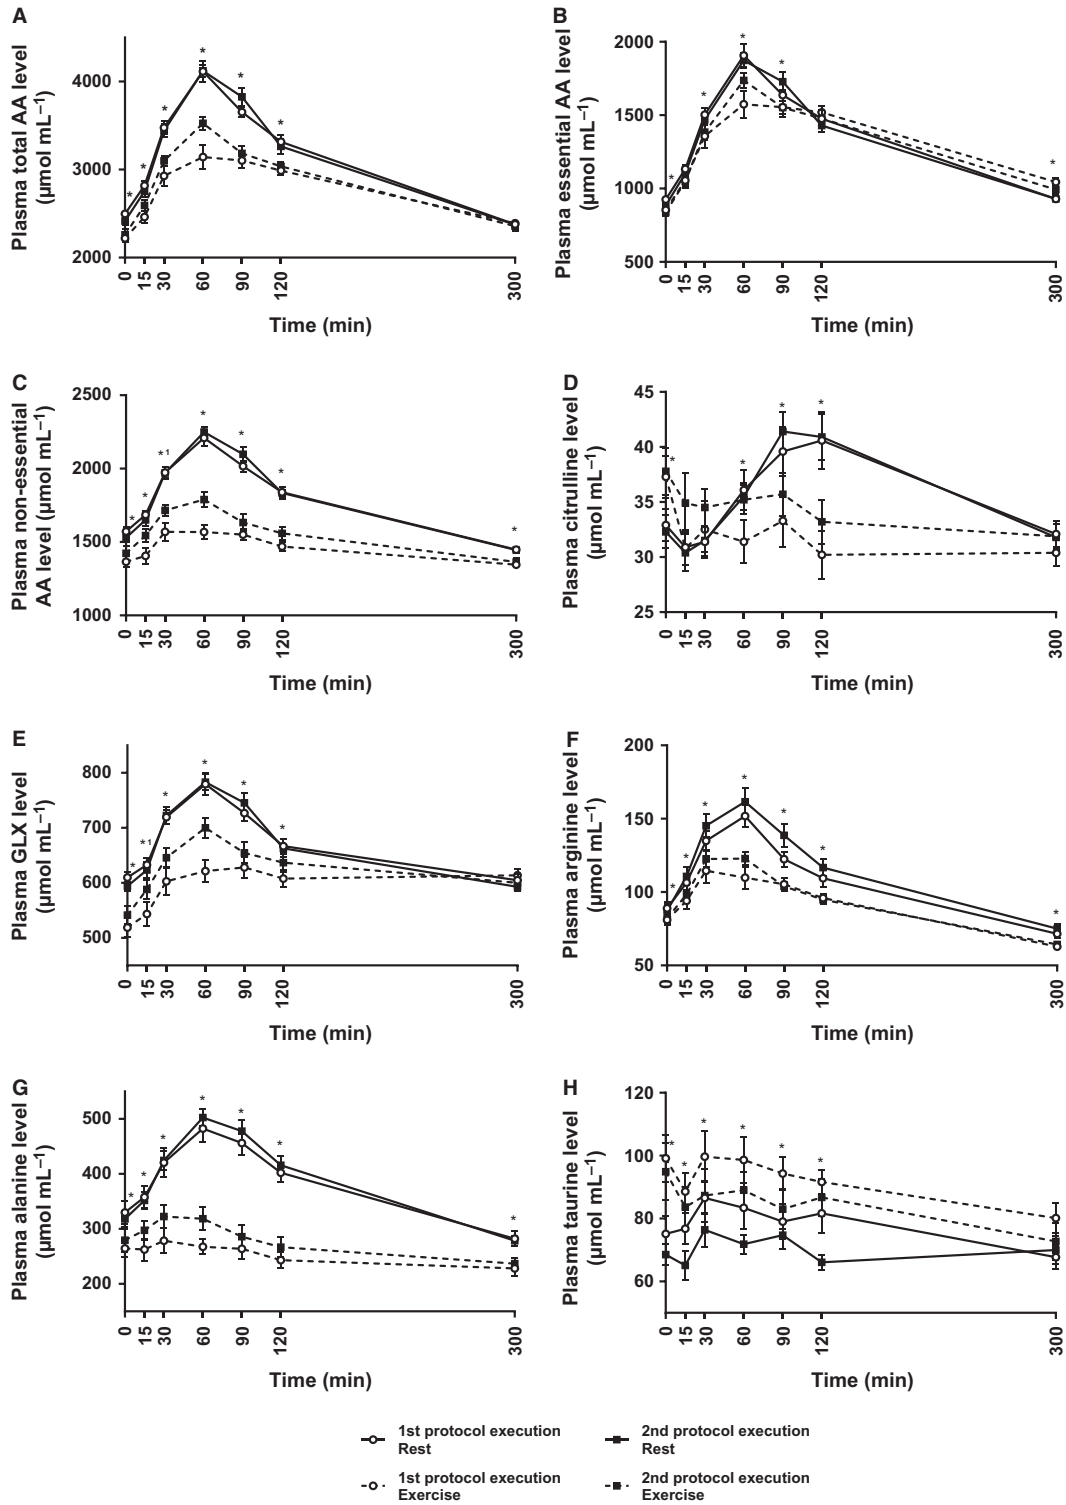 A
Plasma total AA level
(µmol mL⁻¹)
4000
3000
2000
* * * * * *
0 15 30 60 90 120 300
Time (min)
B
Plasma essential AA level
(µmol mL⁻¹)
2000
1500
1000
500
* * * * *
0 15 30 60 90 120 300
Time (min)
C
Plasma non-essential
AA level (µmol mL⁻¹)
2500
2000
1500
1000
* * *¹ * * * *
0 15 30 60 90 120 300
Time (min)
D
Plasma citrulline level
(µmol mL⁻¹)
45
40
35
30
25
* * * *
0 15 30 60 90 120 300
Time (min)
E
Plasma GLX level
(µmol mL⁻¹)
800
700
600
500
* *¹ * * * *
0 15 30 60 90 120 300
Time (min)
F
Plasma arginine level
(µmol mL⁻¹)
200
150
100
50
* * * * * * *
0 15 30 60 90 120 300
Time (min)
G
Plasma alanine level
(µmol mL⁻¹)
500
400
300
200
* * * * * * *
0 15 30 60 90 120 300
Time (min)
H
Plasma taurine level
(µmol mL⁻¹)
120
100
80
60
* * * * * *
0 15 30 60 90 120 300
Time (min)
1st protocol execution
Rest
2nd protocol execution
Rest
1st protocol execution
Exercise
2nd protocol execution
Exercise